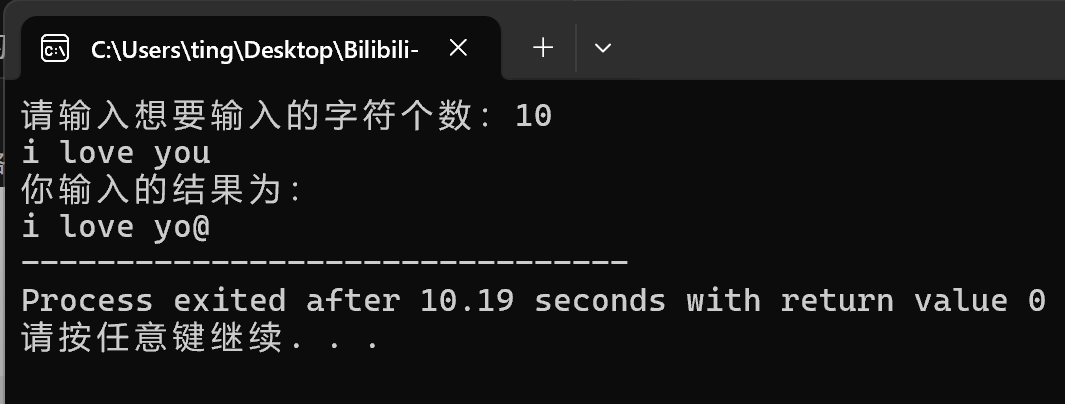 C:\Users\ting\Desktop\Bilibili-
请输入想要输入的字符个数：10
i love you
你输入的结果为：
i love yo@
--------------------------------
Process exited after 10.19 seconds with return value 0
请按任意键继续. . .